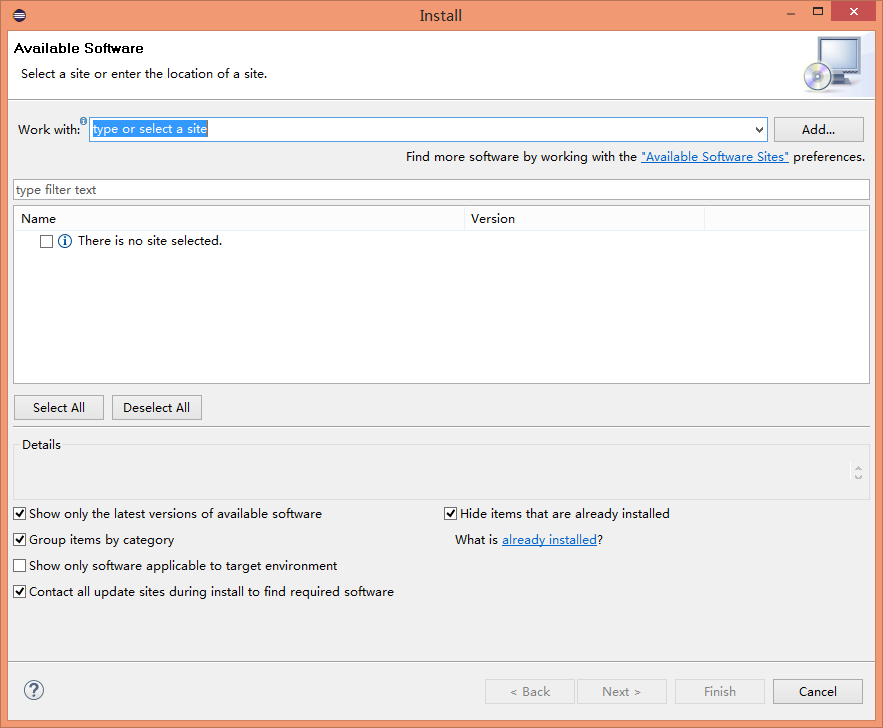 Install
Available Software
Select a site or enter the location of a site.
Work with: type or select a site Add...
Find more software by working with the "Available Software Sites" preferences.
type filter text
Name Version
There is no site selected.
Select All Deselect All
Details
Show only the latest versions of available software Hide items that are already installed
Group items by category What is already installed?
Show only software applicable to target environment
Contact all update sites during install to find required software
? < Back Next > Finish Cancel